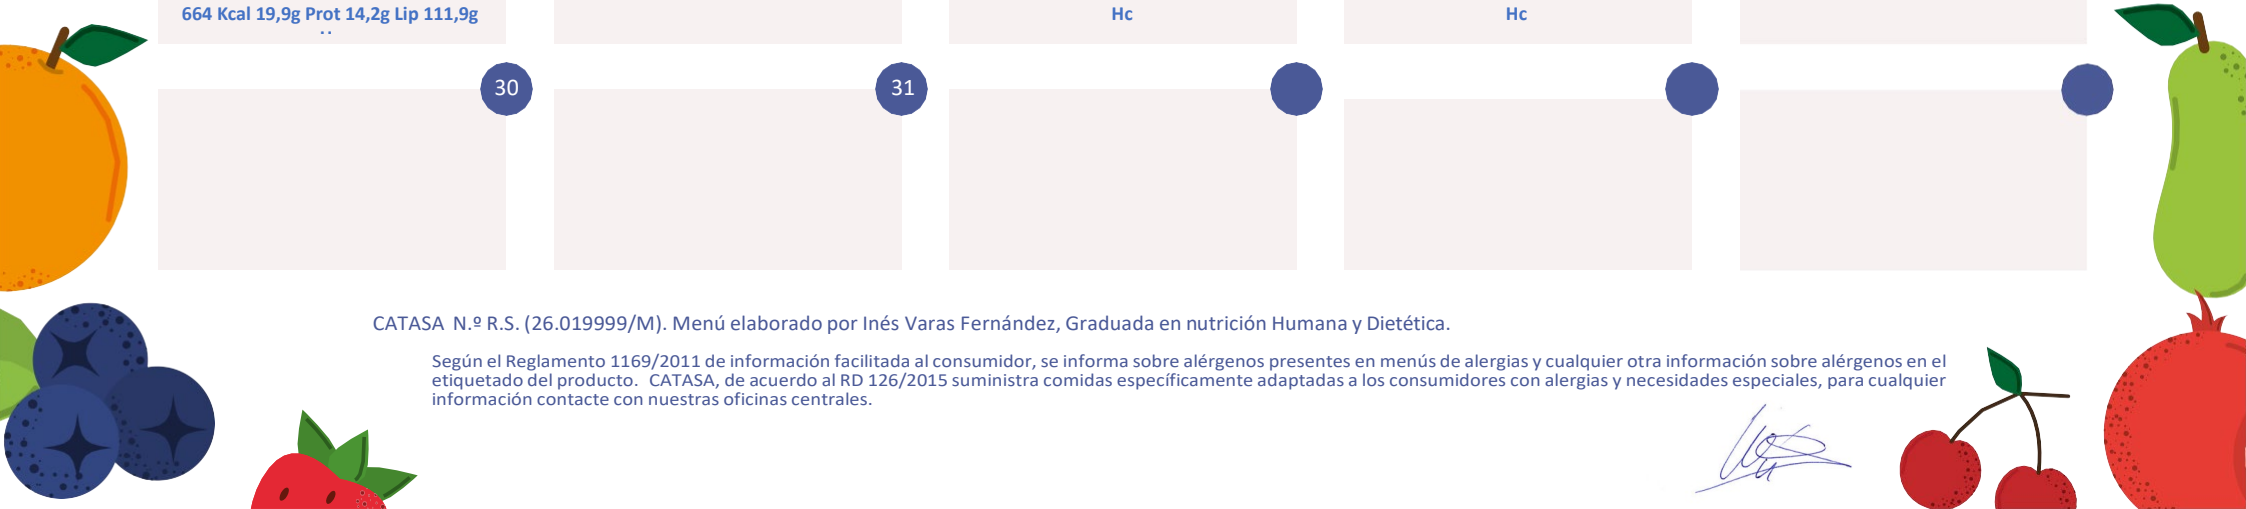 664 Kcal 19,9g Prot 14,2g Lip 111,9g
Hc
Hc
30
31
CATASA N.º R.S. (26.019999/M). Menú elaborado por Inés Varas Fernández, Graduada en nutrición Humana y Dietética.
Según el Reglamento 1169/2011 de información facilitada al consumidor, se informa sobre alérgenos presentes en menús de alergias y cualquier otra información sobre alérgenos en el
etiquetado del producto. CATASA, de acuerdo al RD 126/2015 suministra comidas específicamente adaptadas a los consumidores con alergias y necesidades especiales, para cualquier
información contacte con nuestras oficinas centrales.